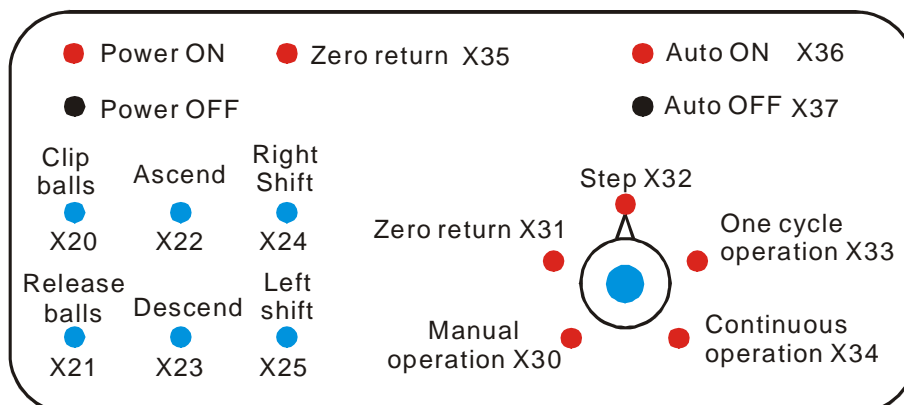 Power ON
Zero return X35
Auto ON X36
Power OFF
Auto OFF X37
Clip
balls
X20
Ascend
X22
Right
Shift
X24
Release
balls
X21
Descend
X23
Left
shift
X25
Step X32
Zero return X31
One cycle
operation X33
Manual
operation X30
Continuous
operation X34